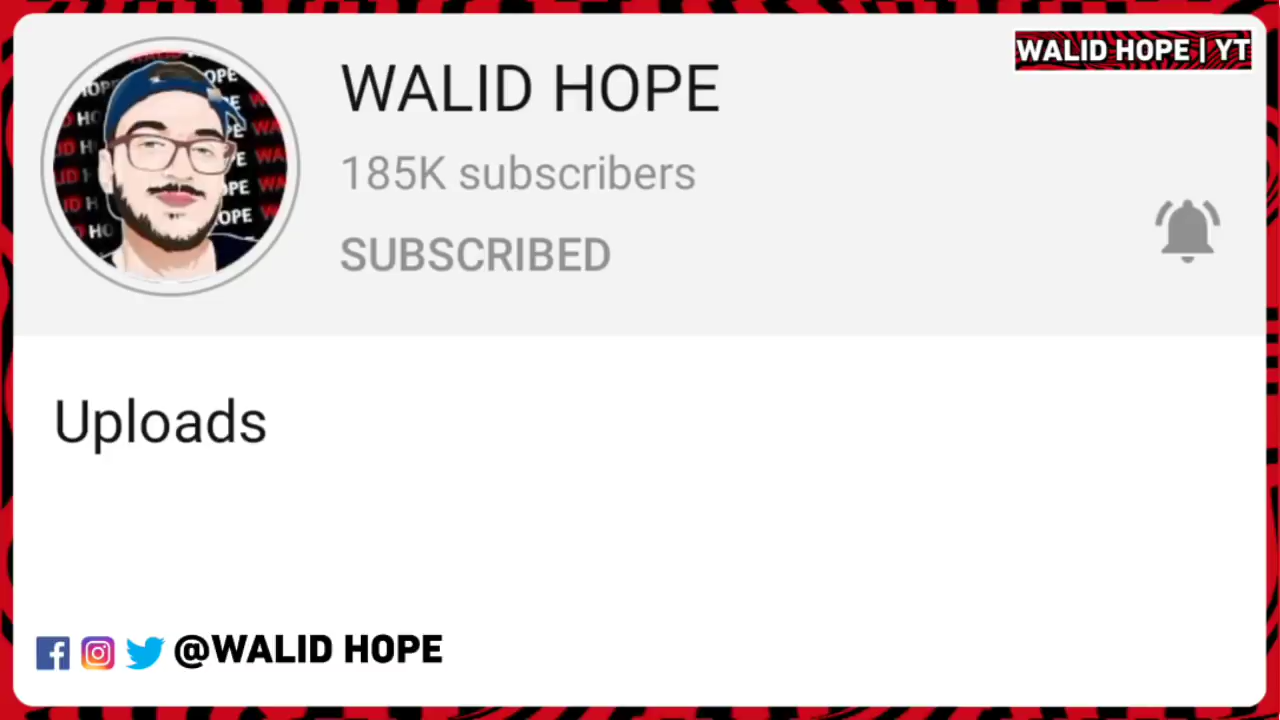 WALID HOPE | YT
WALID HOPE
185K subscribers
SUBSCRIBED
Uploads
@WALID HOPE